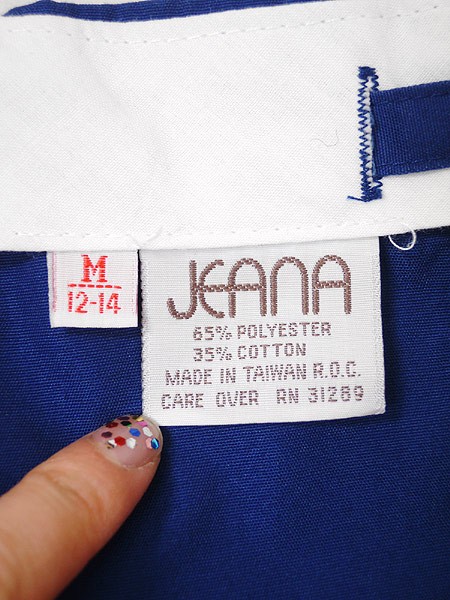 M
12-14
JEANA
65% POLYESTER
35% COTTON
MADE IN TAIWAN R.O.C.
CARE OVER RN 31289